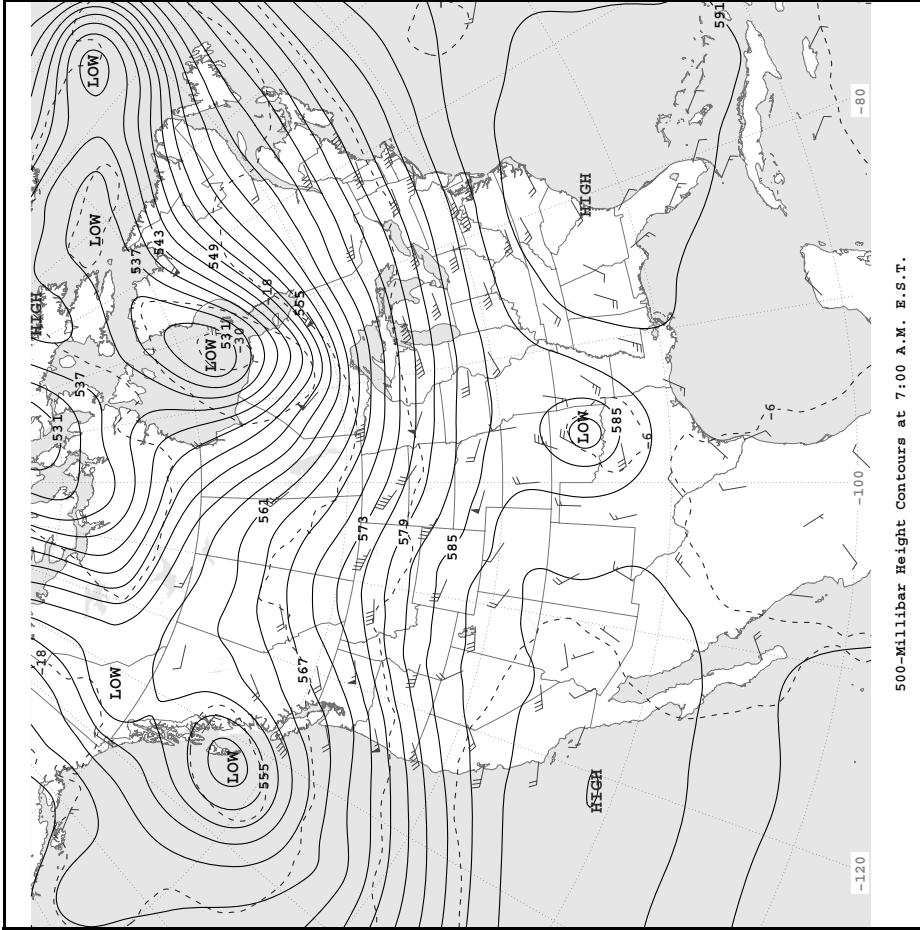 -18
HIGH
531
537
LOW
LOW
LOW
537
543
LOW
549
531
-30
LOW
555
561
-18
555
567
573
579
585
LOW
HIGH
HIGH
585
-6
591
-6
-120
-100
-80
500-Millibar Height Contours at 7:00 A.M. E.S.T.